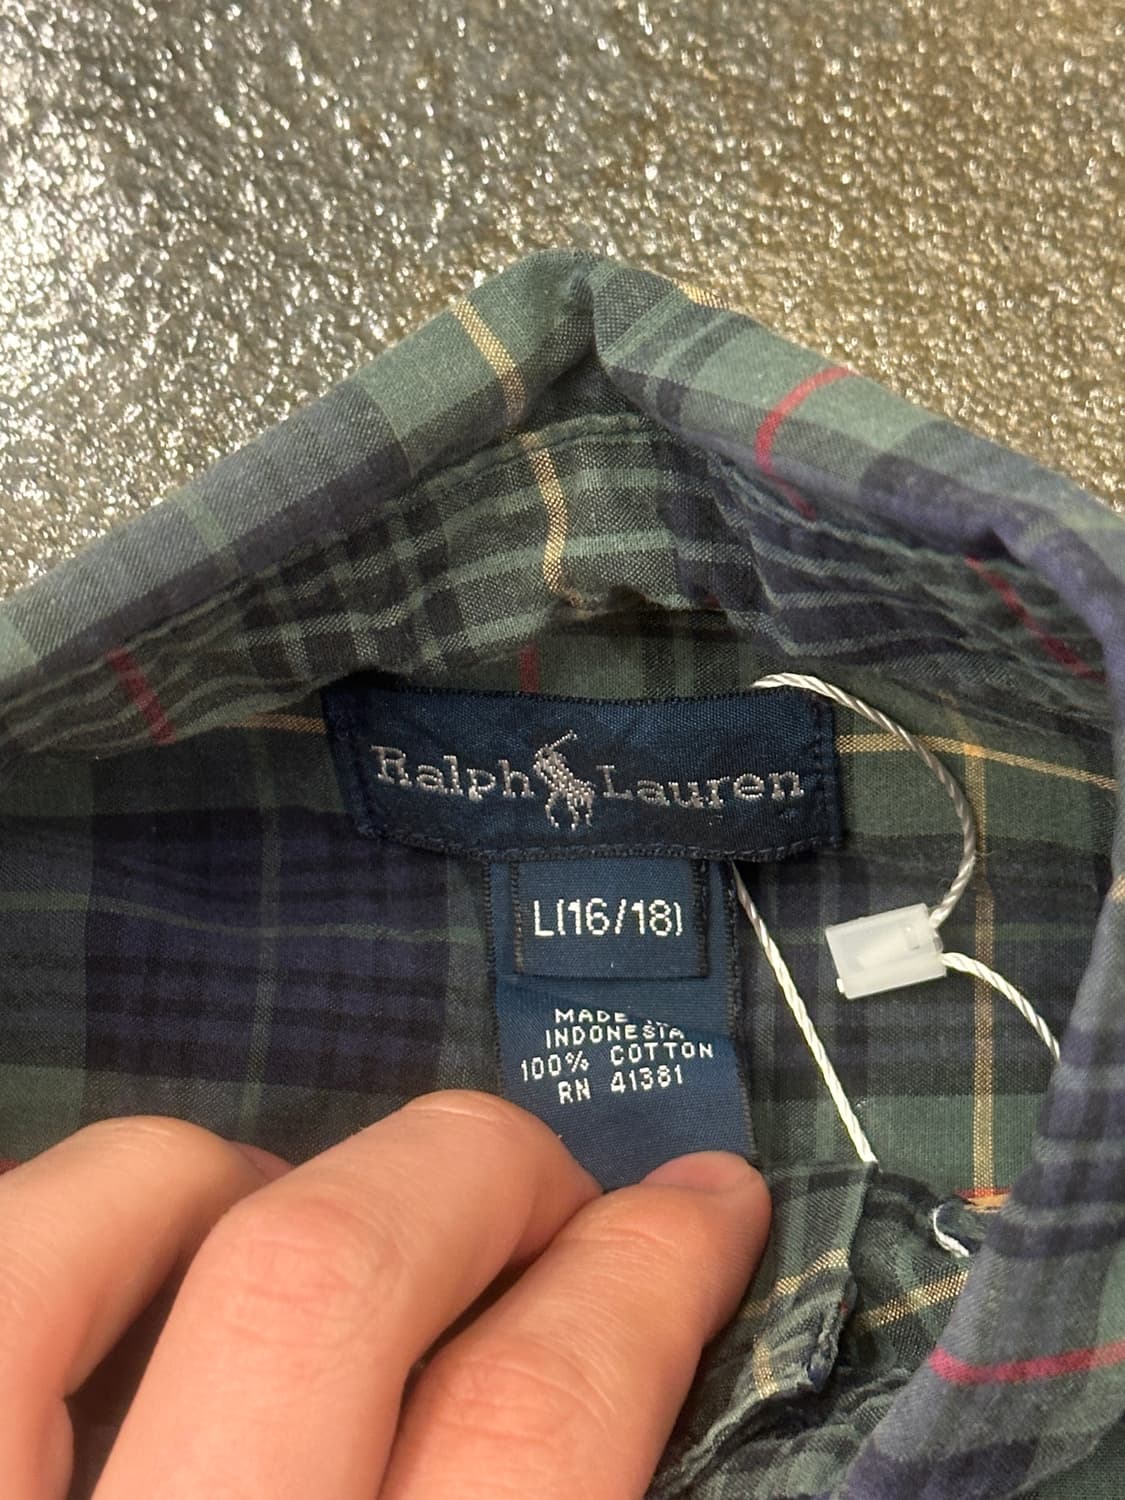 Ralph Lauren
L(16/18)
MADE IN
INDONESIA
100% COTTON
RN 41381